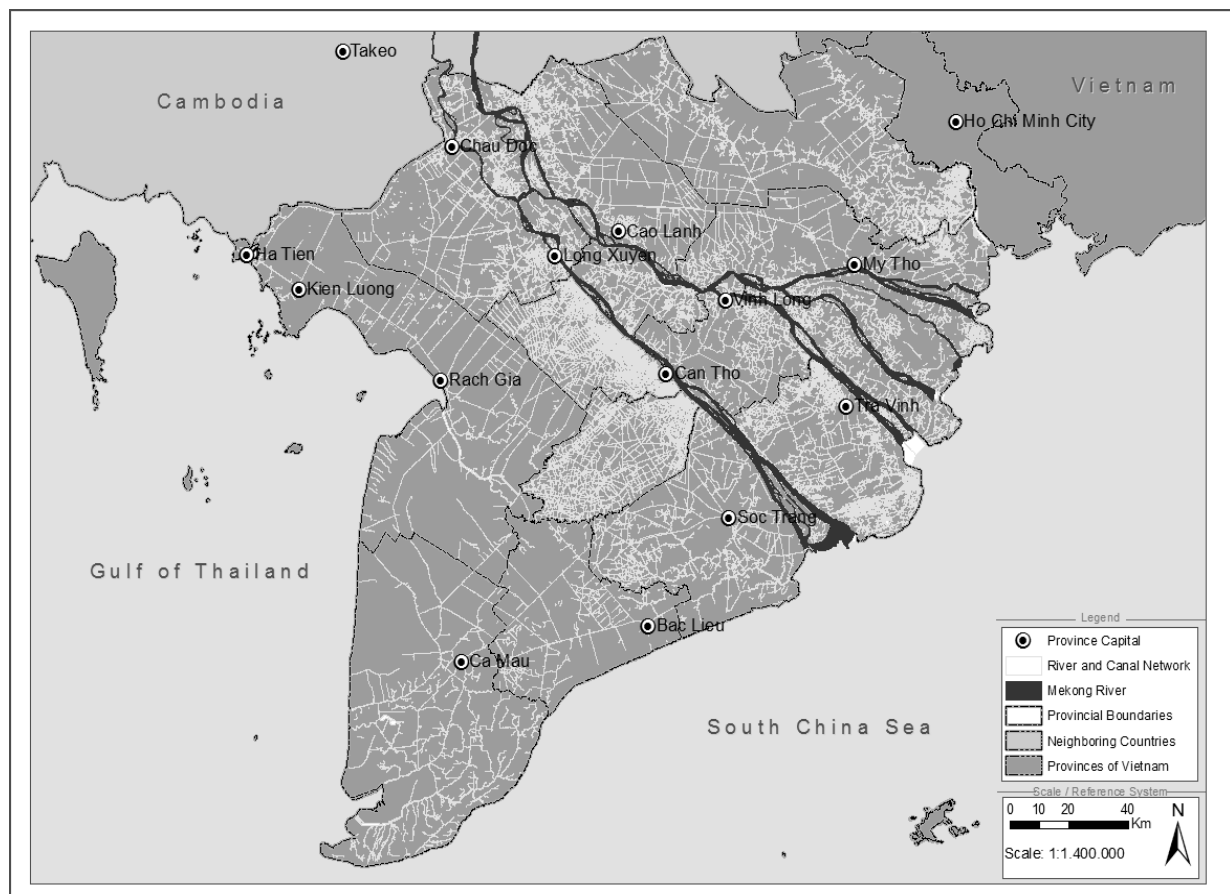 Takeo
Cambodia
Vietnam
Ho Chi Minh City
Chau Doc
Cao Lanh
Ha Tien
Long Xuyen
My Tho
Kien Luong
Vinh Long
Can Tho
Rach Gia
Tra Vinh
Soc Trang
Gulf of Thailand
Bac Lieu
Ca Mau
South China Sea
Legend
Province Capital
River and Canal Network
Mekong River
Provincial Boundaries
Neighboring Countries
Provinces of Vietnam
Scale / Reference System
0 10 20 40
Km
N
Scale: 1:1.400.000